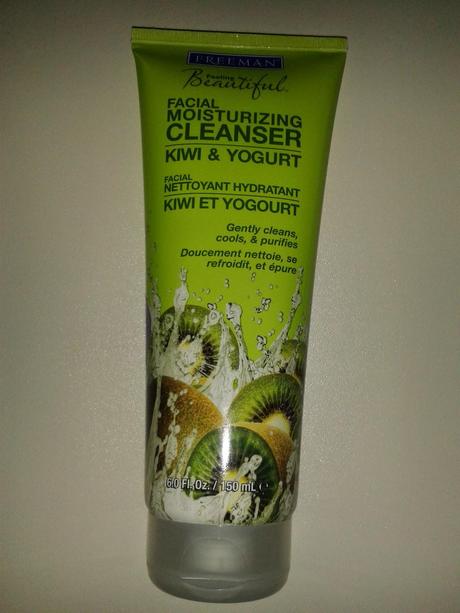 FREEMAN
Feeling
Beautiful
FACIAL
MOISTURIZING
CLEANSER
KIWI & YOGURT
FACIAL
NETTOYANT HYDRATANT
KIWI ET YOGOURT
Gently cleans,
cools, & purifies
Doucement nettoie, se
refroidit, et épure
6.0 Fl. Oz. / 150 mL e